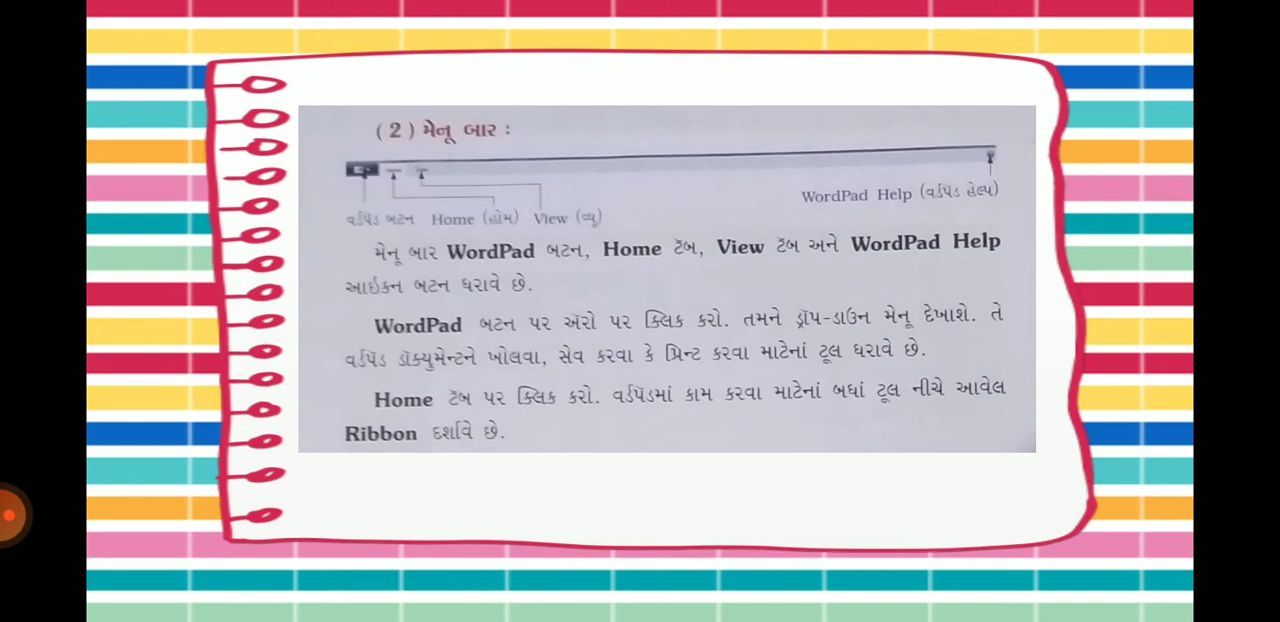 ( 2 ) મેનૂ બાર :
WordPad Help (વર્ડપૅડ હેલ્પ)
વર્ડપૅડ બટન Home (હોમ) View (વ્યૂ)
મેનૂ બાર WordPad બટન, Home ટૅબ, View ટૅબ અને WordPad Help
આઇકન બટન ધરાવે છે.
WordPad બટન પર ઍરો પર ક્લિક કરો. તમને ડ્રૉપ-ડાઉન મેનૂ દેખાશે. તે
વર્ડપૅડ ડૉક્યુમેન્ટને ખોલવા, સેવ કરવા કે પ્રિન્ટ કરવા માટેનાં ટૂલ ધરાવે છે.
Home ટૅબ પર ક્લિક કરો. વર્ડપૅડમાં કામ કરવા માટેનાં બધાં ટૂલ નીચે આવેલ
Ribbon દર્શાવે છે.